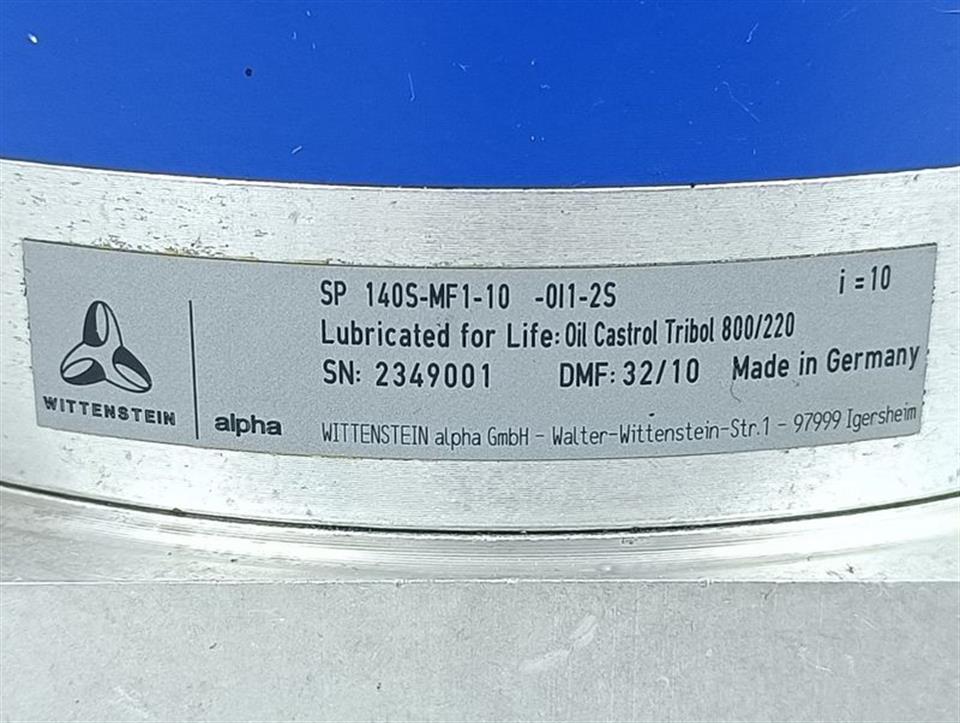 SP 140S-MF1-10 -0I1-2S i=10
Lubricated for Life: Oil Castrol Tribol 800/220
SN: 2349001 DMF: 32/10 Made in Germany
WITTENSTEIN alpha
WITTENSTEIN alpha GmbH - Walter-Wittenstein-Str.1 - 97999 Igersheim